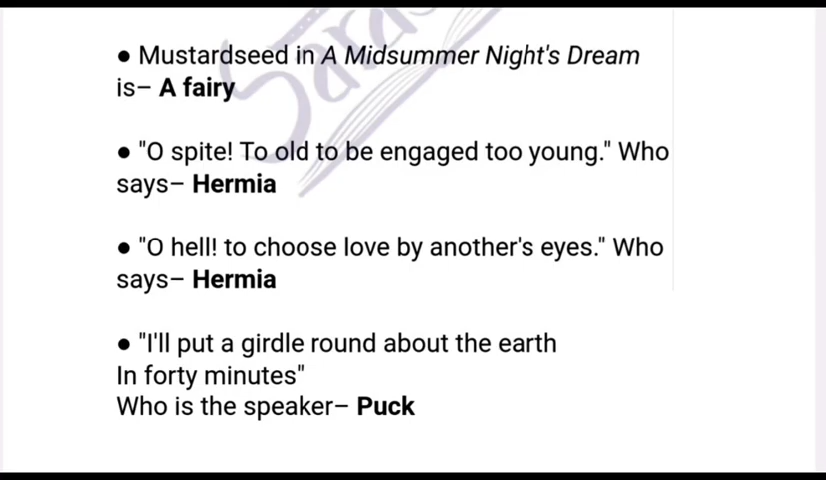 ● Mustardseed in A Midsummer Night's Dream
is– A fairy
● "O spite! To old to be engaged too young." Who
says– Hermia
● "O hell! to choose love by another's eyes." Who
says– Hermia
● "I'll put a girdle round about the earth
In forty minutes"
Who is the speaker– Puck